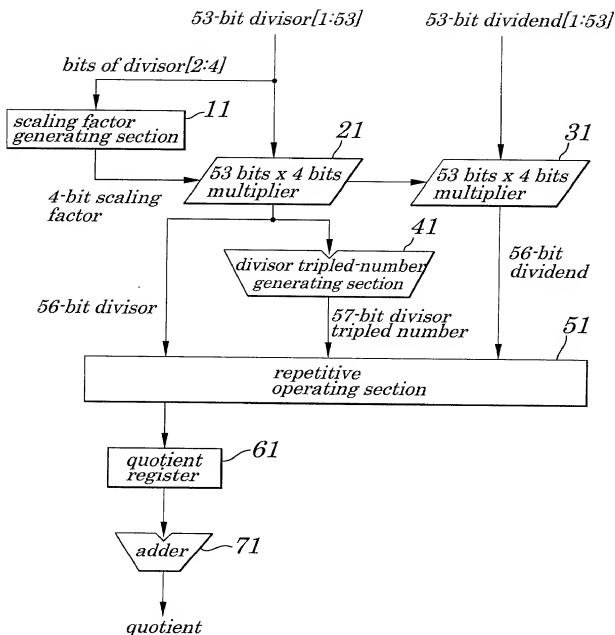 53-bit divisor[1:53]
53-bit dividend[1:53]
bits of divisor[2:4]
11
scaling factor
generating section
21
31
53 bits x 4 bits
multiplier
53 bits x 4 bits
multiplier
4-bit scaling
factor
41
divisor tripled-number
generating section
56-bit
dividend
56-bit divisor
57-bit divisor
tripled number
51
repetitive
operating section
61
quotient
register
71
adder
quotient